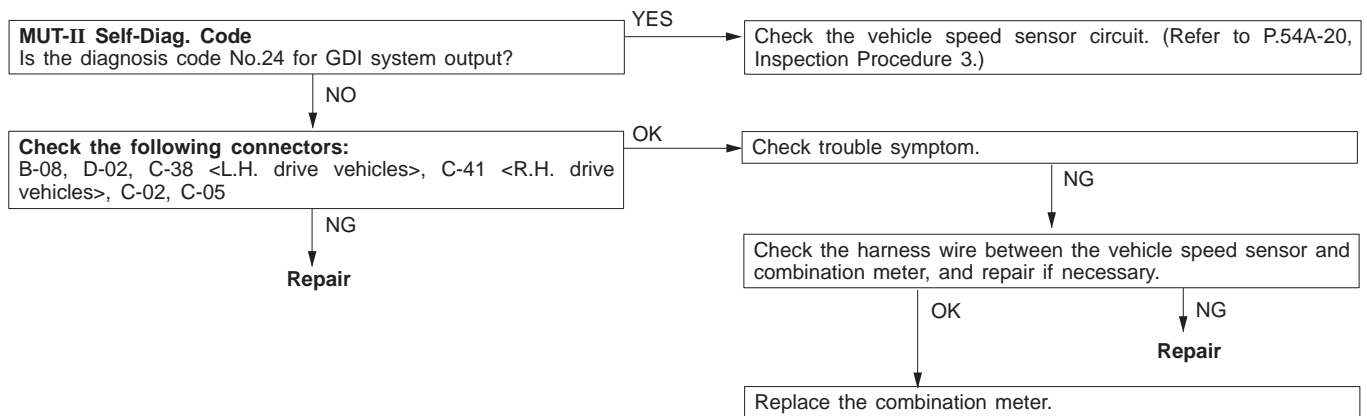 MUT-II Self-Diag. Code
Is the diagnosis code No.24 for GDI system output?
YES
Check the vehicle speed sensor circuit. (Refer to P.54A-20,
Inspection Procedure 3.)
NO
Check the following connectors:
B-08, D-02, C-38 <L.H. drive vehicles>, C-41 <R.H. drive
vehicles>, C-02, C-05
OK
Check trouble symptom.
NG
Repair
NG
Check the harness wire between the vehicle speed sensor and
combination meter, and repair if necessary.
OK
NG
Repair
Replace the combination meter.